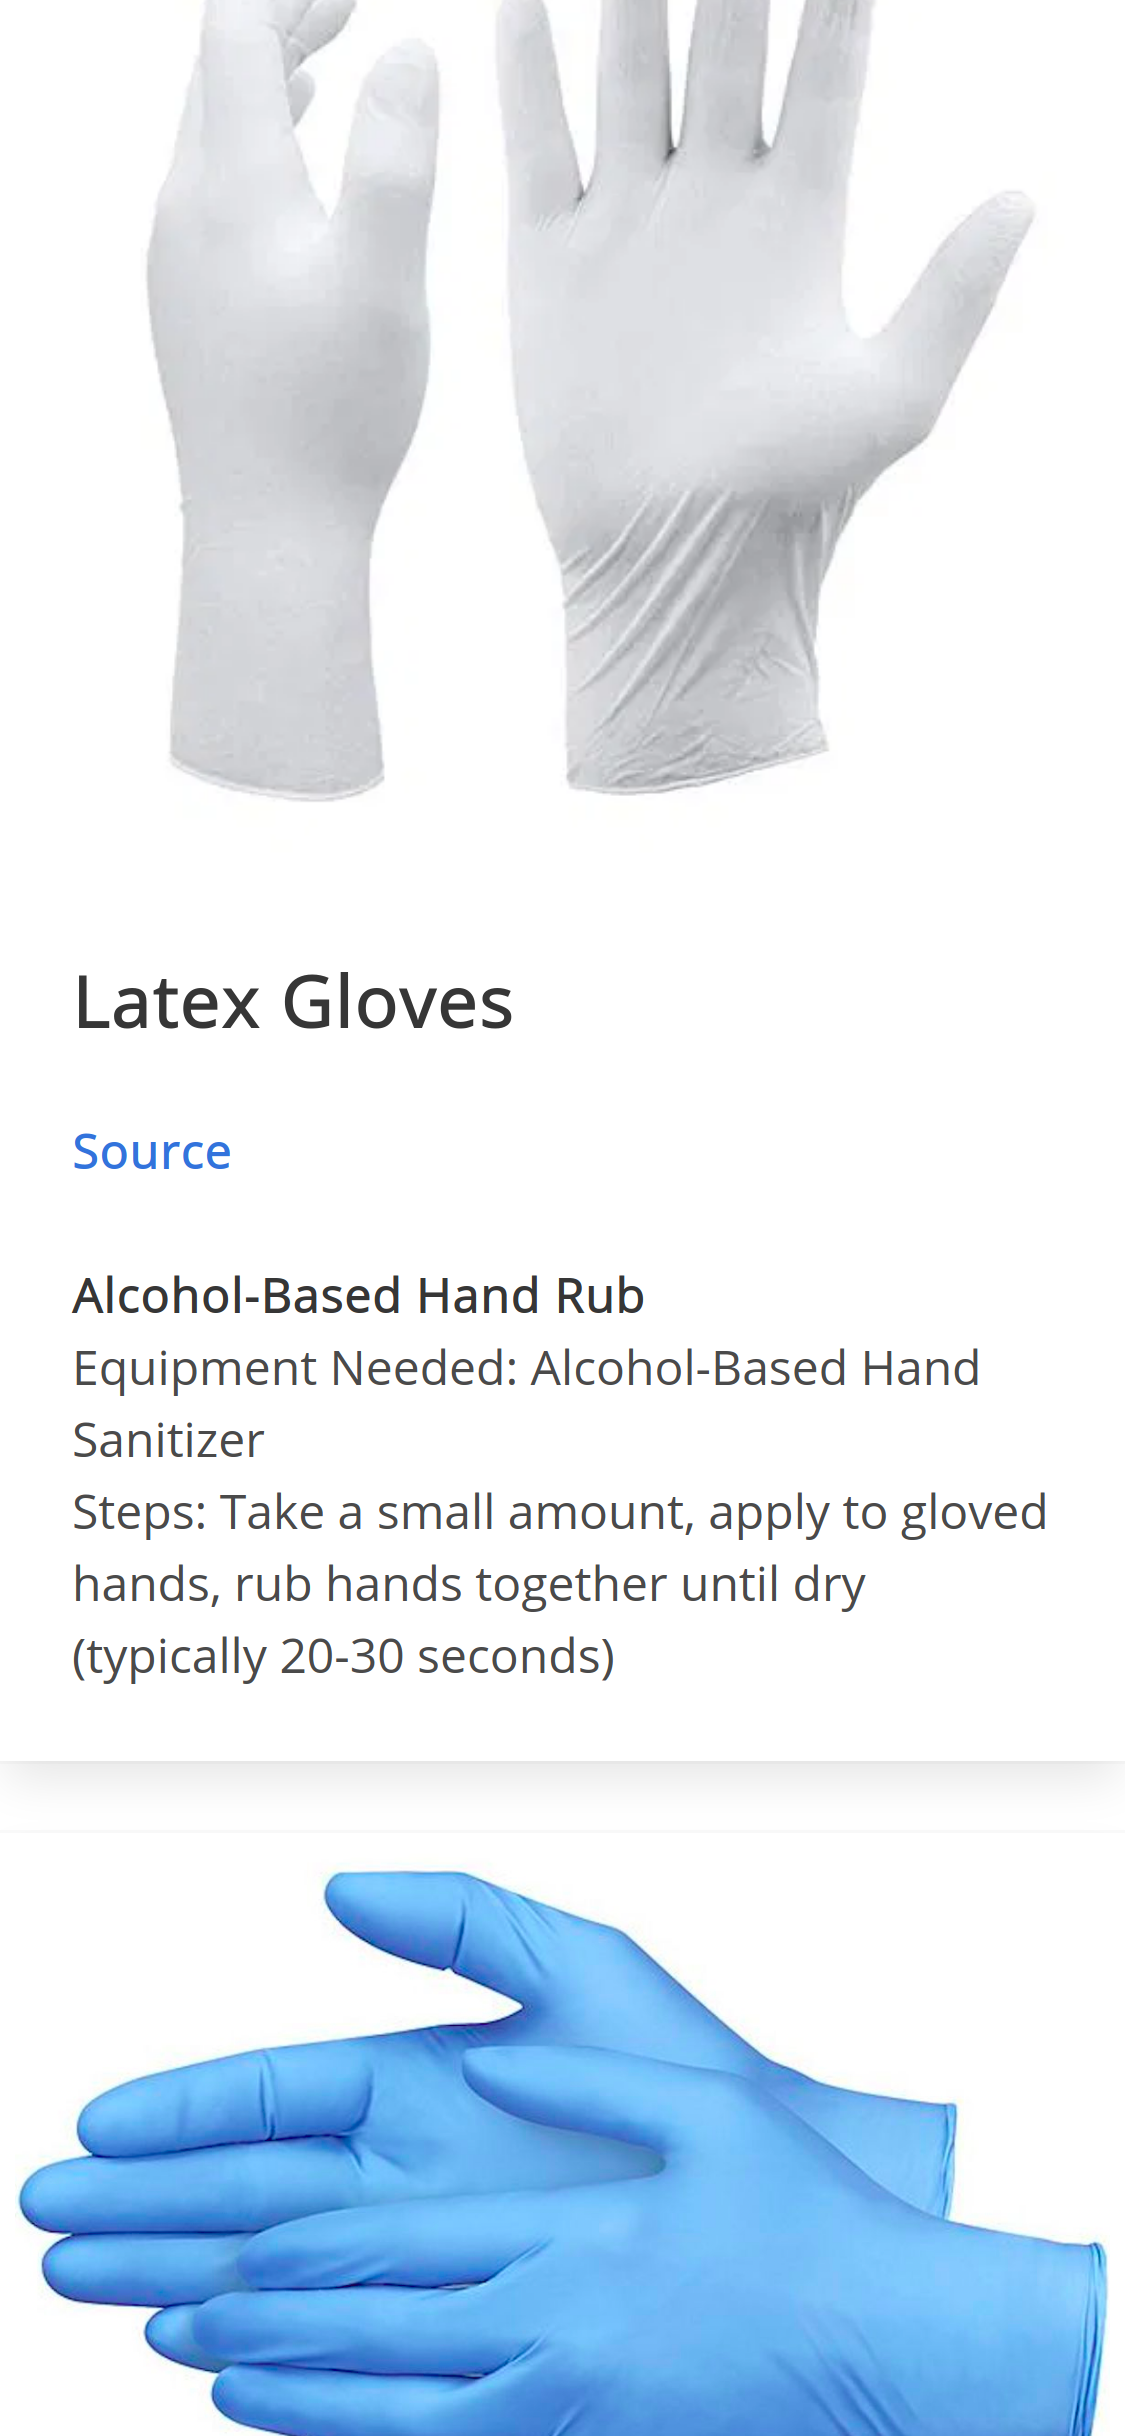 Latex Gloves
Source
Alcohol-Based Hand Rub
Equipment Needed: Alcohol-Based Hand
Sanitizer
Steps: Take a small amount, apply to gloved
hands, rub hands together until dry
(typically 20-30 seconds)